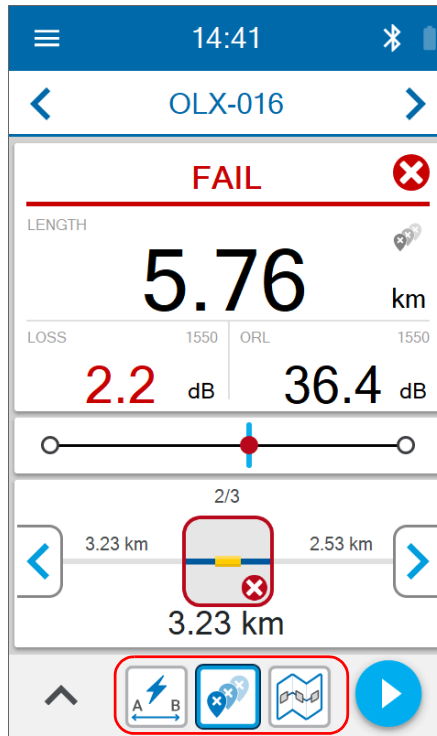 14:41
OLX-016
FAIL
LENGTH
5.76 km
LOSS 1550 ORL 1550
2.2 dB 36.4 dB
2/3
3.23 km 2.53 km
3.23 km
A B